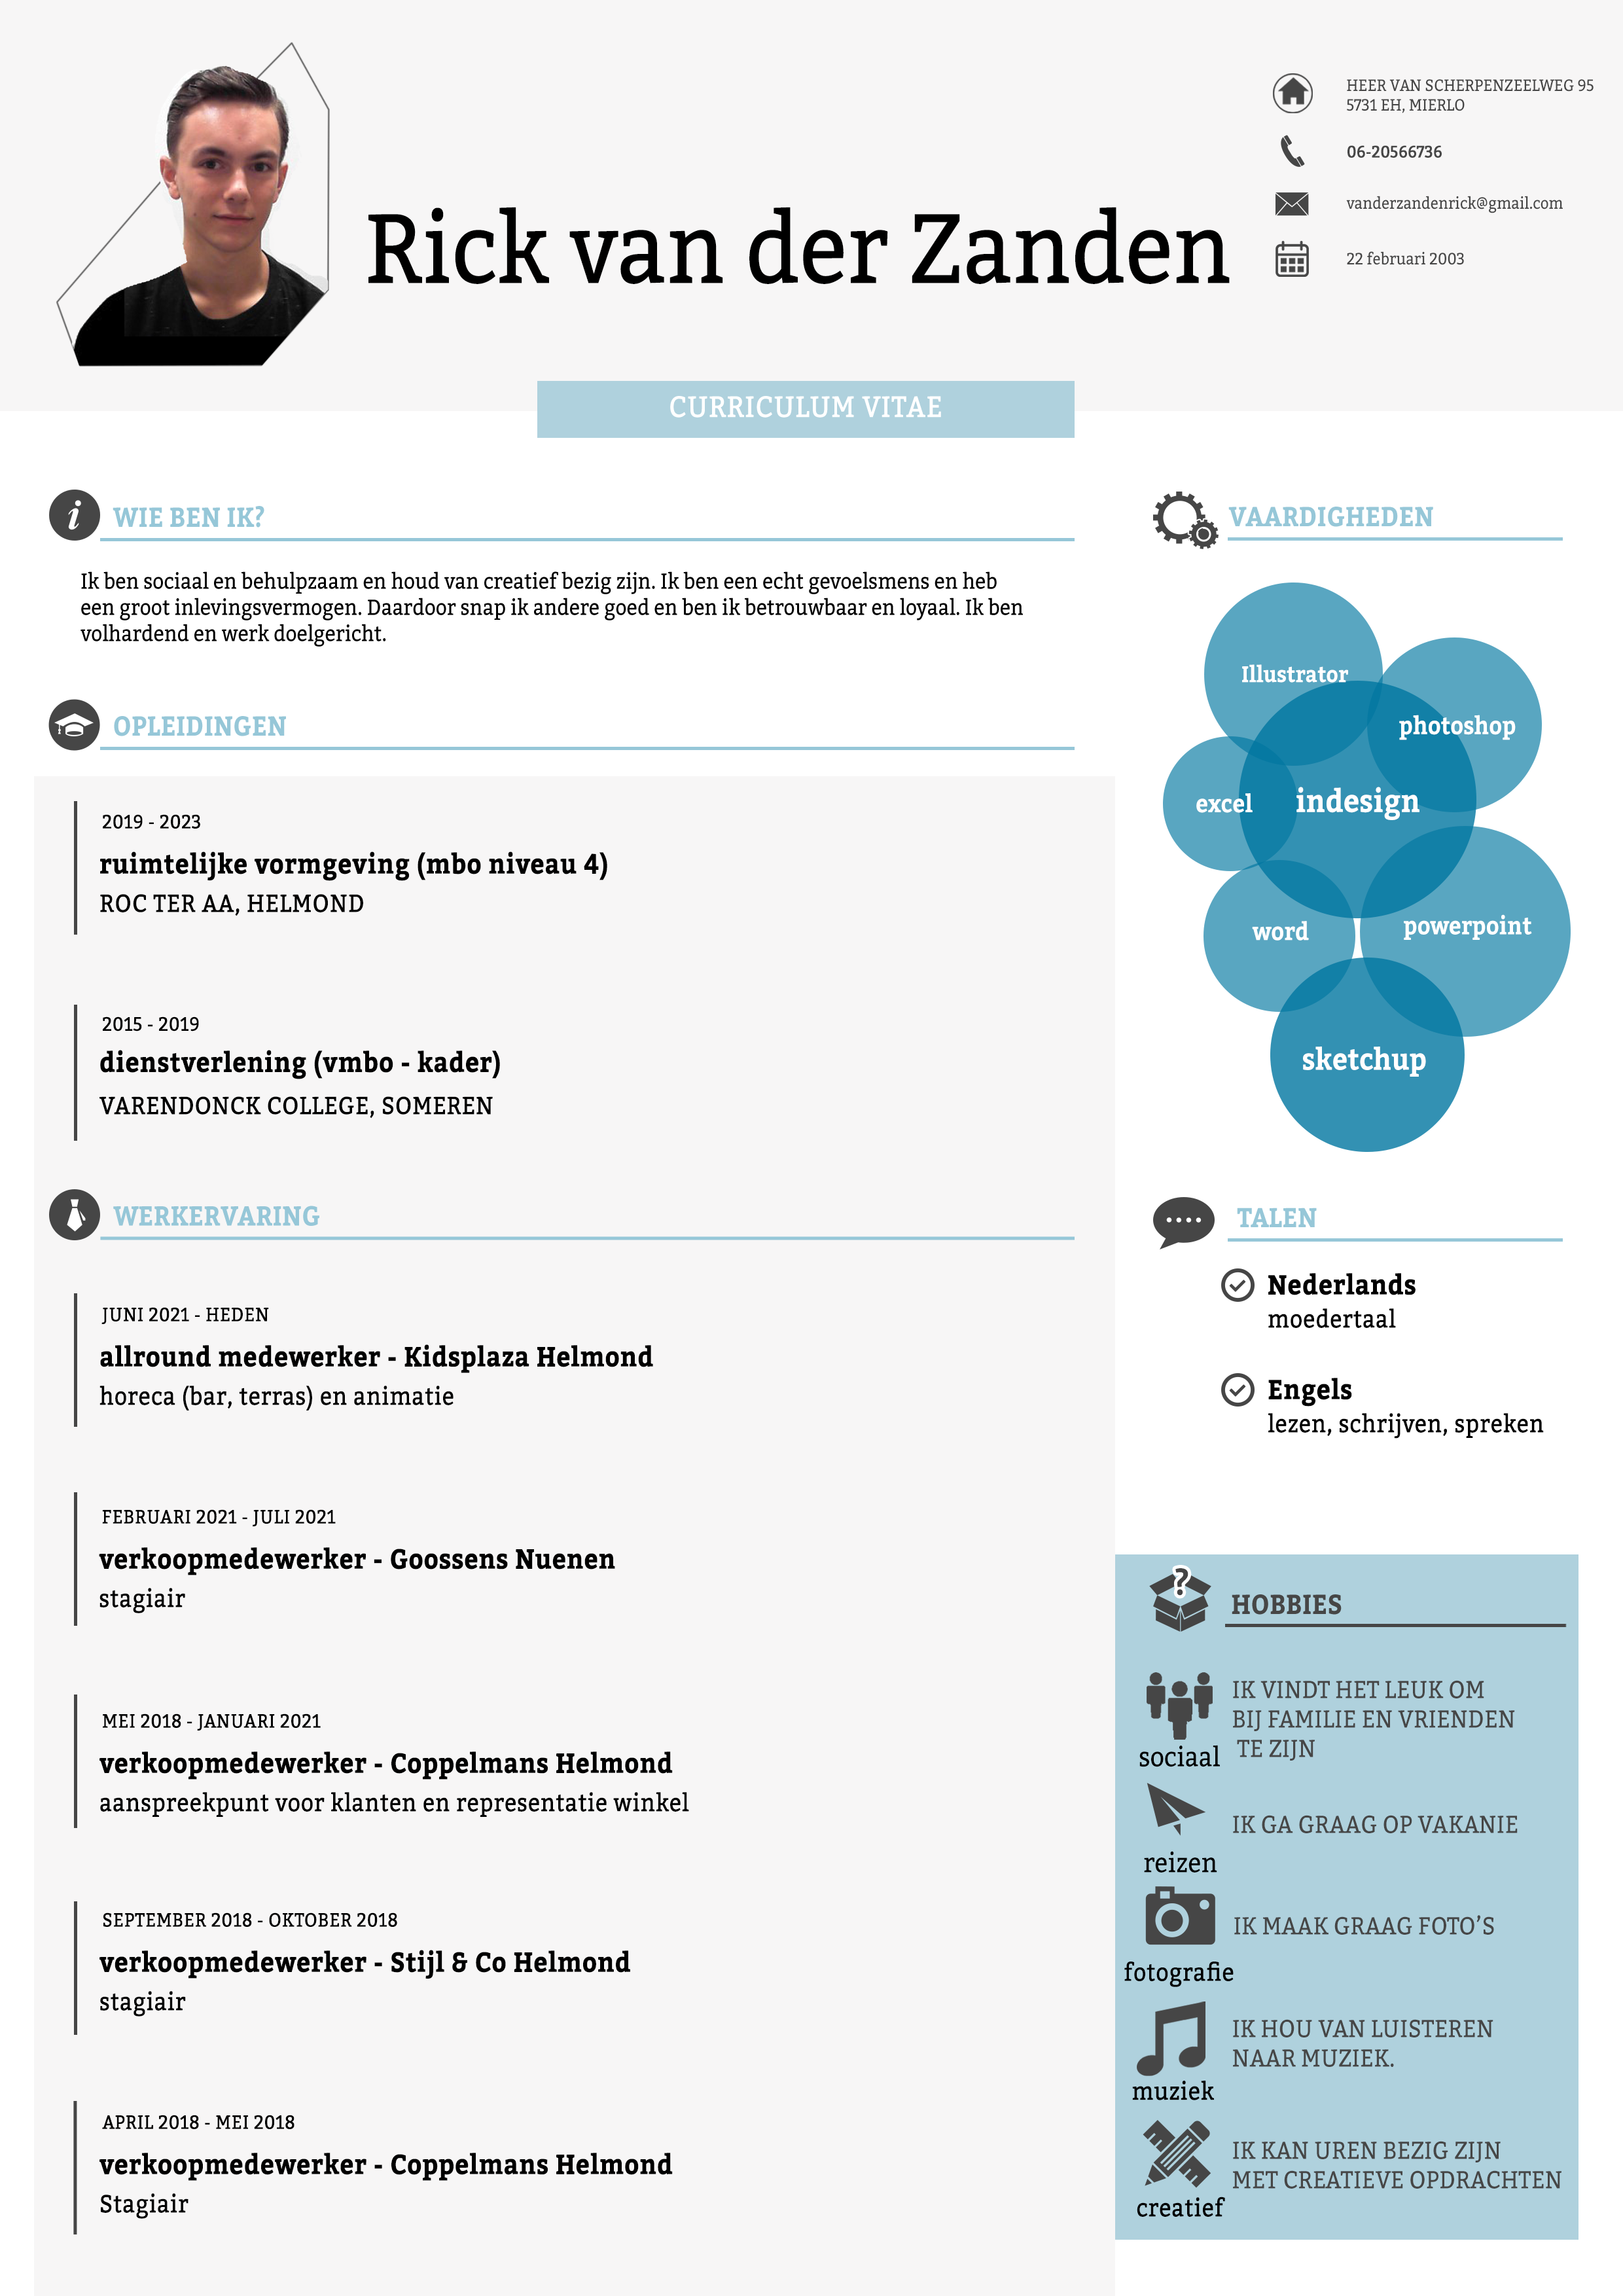 Rick van der Zanden
HEER VAN SCHERPENZEELWEG 95
5731 EH, MIERLO
06-20566736
vanderzandenrick@gmail.com
22 februari 2003
CURRICULUM VITAE
WIE BEN IK?
Ik ben sociaal en behulpzaam en houd van creatief bezig zijn. Ik ben een echt gevoelsmens en heb
een groot inlevingsvermogen. Daardoor snap ik andere goed en ben ik betrouwbaar en loyaal. Ik ben
volhardend en werk doelgericht.
OPLEIDINGEN
2019 - 2023
ruimtelijke vormgeving (mbo niveau 4)
ROC TER AA, HELMOND
2015 - 2019
dienstverlening (vmbo - kader)
VARENDONCK COLLEGE, SOMEREN
WERKERVARING
JUNI 2021 - HEDEN
allround medewerker - Kidsplaza Helmond
horeca (bar, terras) en animatie
FEBRUARI 2021 - JULI 2021
verkoopmedewerker - Goossens Nuenen
stagiair
MEI 2018 - JANUARI 2021
verkoopmedewerker - Coppelmans Helmond
aanspreekpunt voor klanten en representatie winkel
SEPTEMBER 2018 - OKTOBER 2018
verkoopmedewerker - Stijl & Co Helmond
stagiair
APRIL 2018 - MEI 2018
verkoopmedewerker - Coppelmans Helmond
Stagiair
VAARDIGHEDEN
Illustrator
photoshop
excel
indesign
word
powerpoint
sketchup
TALEN
Nederlands
moedertaal
Engels
lezen, schrijven, spreken
?
HOBBIES
IK VINDT HET LEUK OM
BIJ FAMILIE EN VRIENDEN
TE ZIJN
sociaal
IK GA GRAAG OP VAKANIE
reizen
IK MAAK GRAAG FOTO’S
fotografie
IK HOU VAN LUISTEREN
NAAR MUZIEK.
muziek
IK KAN UREN BEZIG ZIJN
MET CREATIEVE OPDRACHTEN
creatief